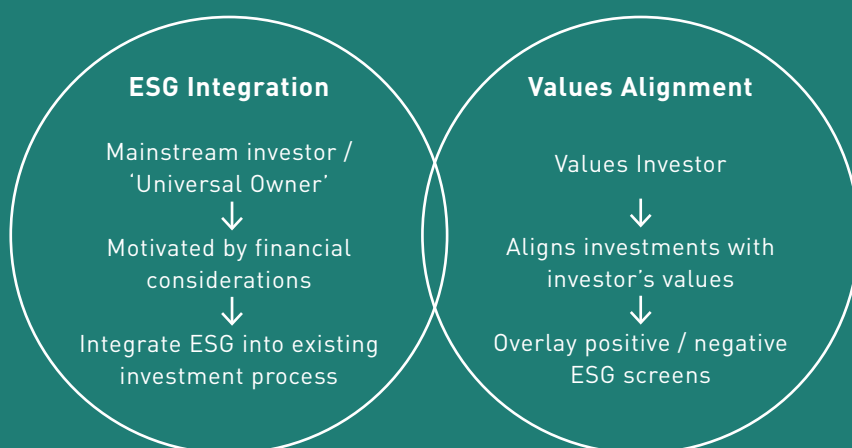 ESG Integration
Mainstream investor /
‘Universal Owner’
Motivated by financial
considerations
Integrate ESG into existing
investment process
Values Alignment
Values Investor
Aligns investments with
investor’s values
Overlay positive / negative
ESG screens